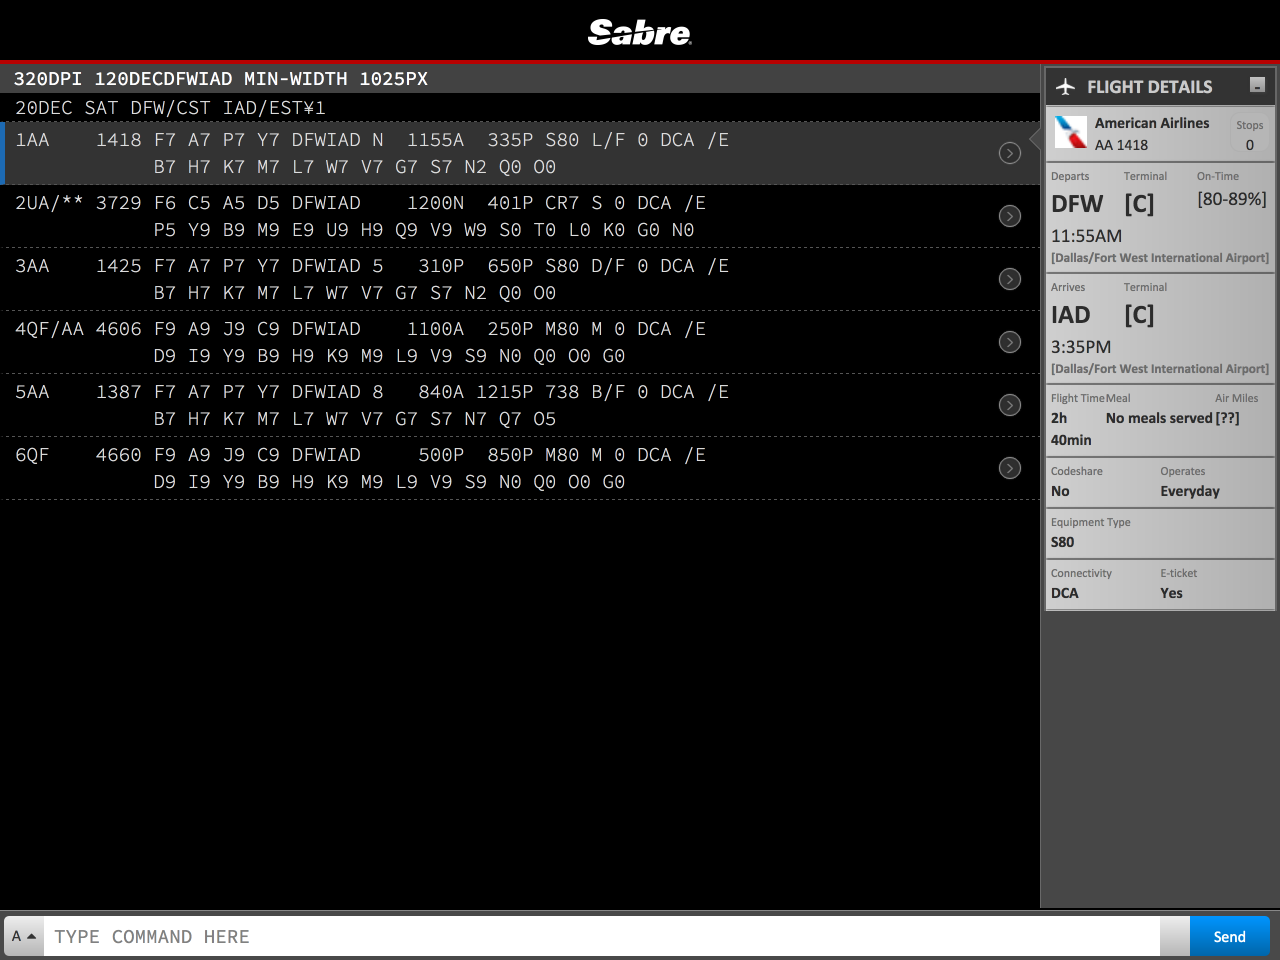 Sabre
320DPI 120DECDFWIAD MIN-WIDTH 1025PX
20DEC SAT DFW/CST IAD/EST¥1
1AA 1418 F7 A7 P7 Y7 DFWIAD N 1155A 335P S80 L/F 0 DCA /E
B7 H7 K7 M7 L7 W7 V7 G7 S7 N2 Q0 O0
2UA/** 3729 F6 C5 A5 D5 DFWIAD 1200N 401P CR7 S 0 DCA /E
P5 Y9 B9 M9 E9 U9 H9 Q9 V9 W9 S0 T0 L0 K0 G0 N0
3AA 1425 F7 A7 P7 Y7 DFWIAD 5 310P 650P S80 D/F 0 DCA /E
B7 H7 K7 M7 L7 W7 V7 G7 S7 N2 Q0 O0
4QF/AA 4606 F9 A9 J9 C9 DFWIAD 1100A 250P M80 M 0 DCA /E
D9 I9 Y9 B9 H9 K9 M9 L9 V9 S9 N0 Q0 O0 G0
5AA 1387 F7 A7 P7 Y7 DFWIAD 8 840A 1215P 738 B/F 0 DCA /E
B7 H7 K7 M7 L7 W7 V7 G7 S7 N7 Q7 O5
6QF 4660 F9 A9 J9 C9 DFWIAD 500P 850P M80 M 0 DCA /E
D9 I9 Y9 B9 H9 K9 M9 L9 V9 S9 N0 Q0 O0 G0
FLIGHT DETAILS
American Airlines Stops
AA 1418 0
Departs Terminal On-Time
DFW [C] [80-89%]
11:55AM
[Dallas/Fort West International Airport]
Arrives Terminal
IAD [C]
3:35PM
[Dallas/Fort West International Airport]
Flight Time Meal Air Miles
2h No meals served [??]
40min
Codeshare Operates
No Everyday
Equipment Type
S80
Connectivity E-ticket
DCA Yes
A TYPE COMMAND HERE Send